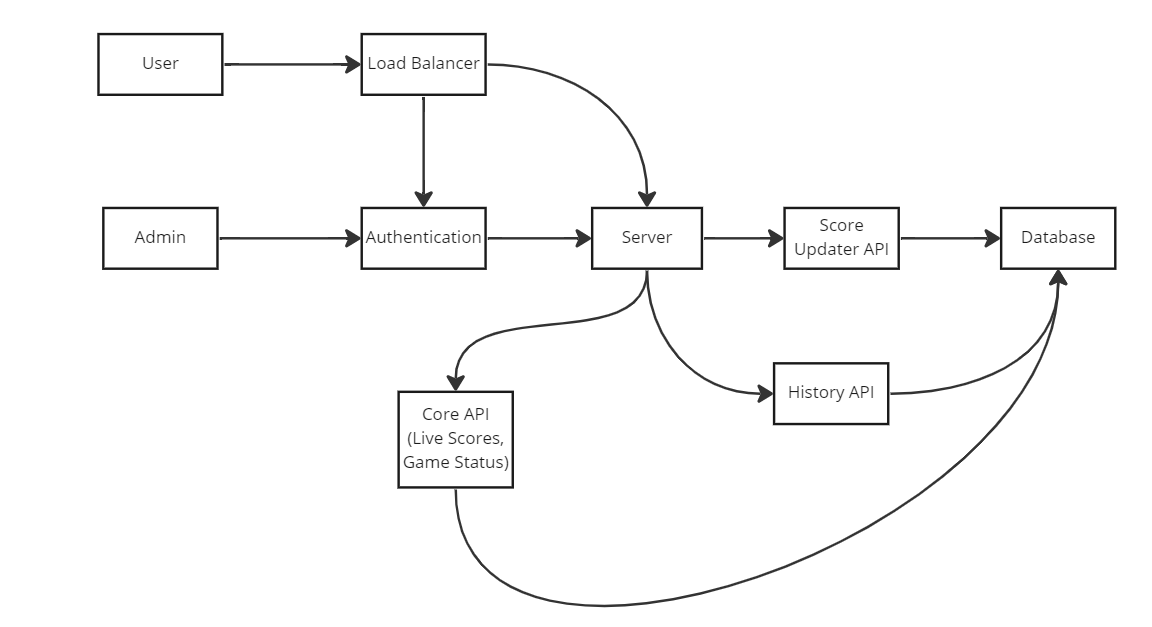 User
Load Balancer
Admin
Authentication
Server
Score
Updater API
Database
History API
Core API
(Live Scores,
Game Status)